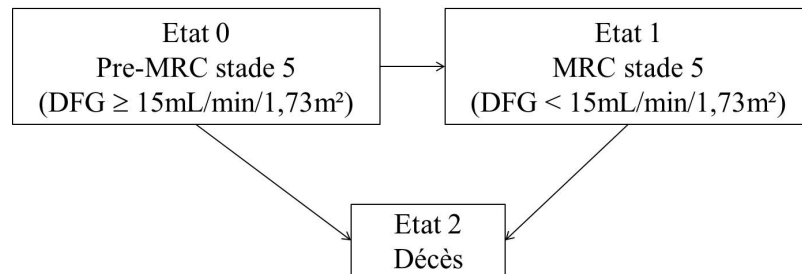 Etat 0
Pre-MRC stade 5
(DFG ≥ 15mL/min/1,73m²)
Etat 1
MRC stade 5
(DFG < 15mL/min/1,73m²)
Etat 2
Décès